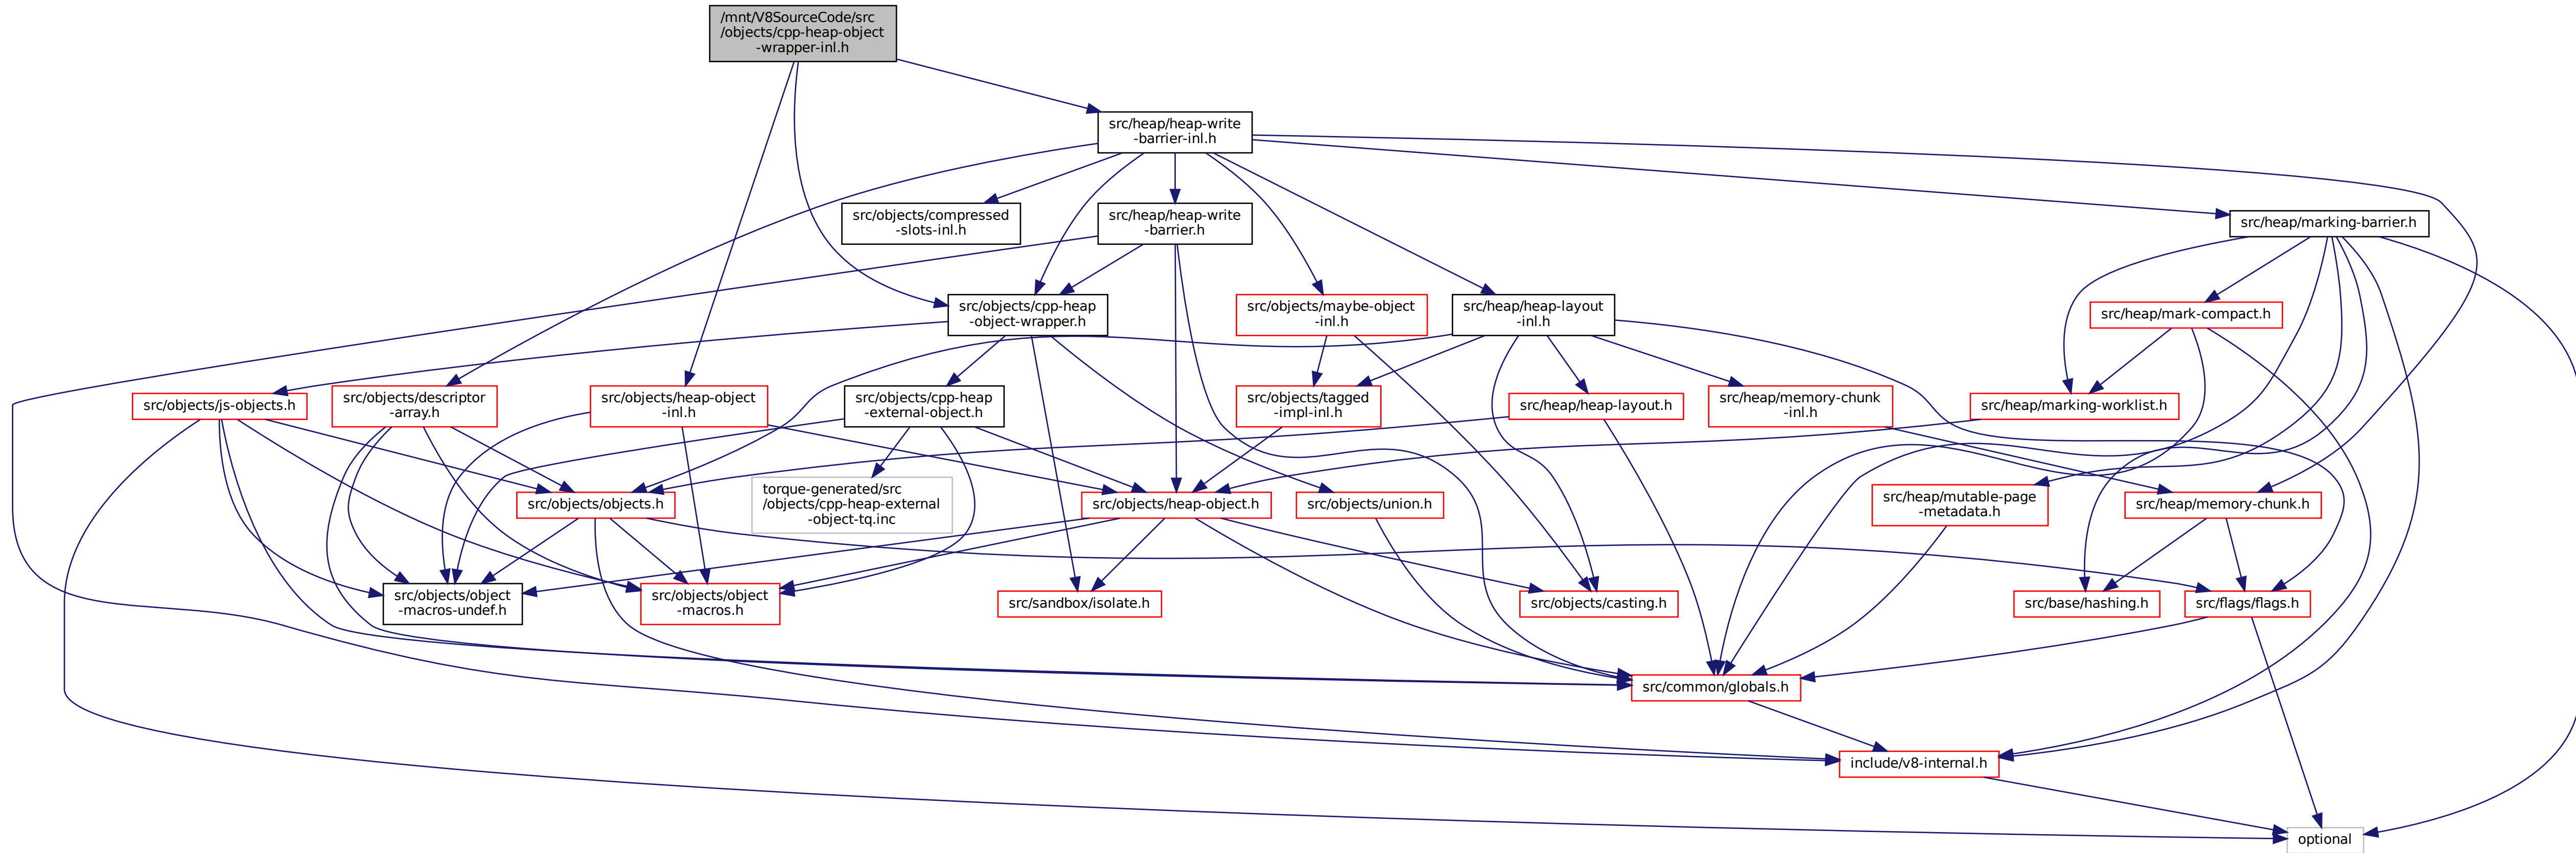 /mnt/V8SourceCode/src
/objects/cpp-heap-object
-wrapper-inl.h
src/heap/heap-write
-barrier-inl.h
src/objects/compressed
-slots-inl.h
src/heap/heap-write
-barrier.h
src/heap/marking-barrier.h
src/objects/cpp-heap
-object-wrapper.h
src/objects/maybe-object
-inl.h
src/heap/heap-layout
-inl.h
src/heap/mark-compact.h
src/objects/js-objects.h
src/objects/descriptor
-array.h
src/objects/heap-object
-inl.h
src/objects/cpp-heap
-external-object.h
src/objects/tagged
-impl-inl.h
src/heap/heap-layout.h
src/heap/memory-chunk
-inl.h
src/heap/marking-worklist.h
src/objects/objects.h
torque-generated/src
/objects/cpp-heap-external
-object-tq.inc
src/objects/heap-object.h
src/objects/union.h
src/heap/mutable-page
-metadata.h
src/heap/memory-chunk.h
src/objects/object
-macros-undef.h
src/objects/object
-macros.h
src/sandbox/isolate.h
src/objects/casting.h
src/base/hashing.h
src/flags/flags.h
src/common/globals.h
include/v8-internal.h
optional